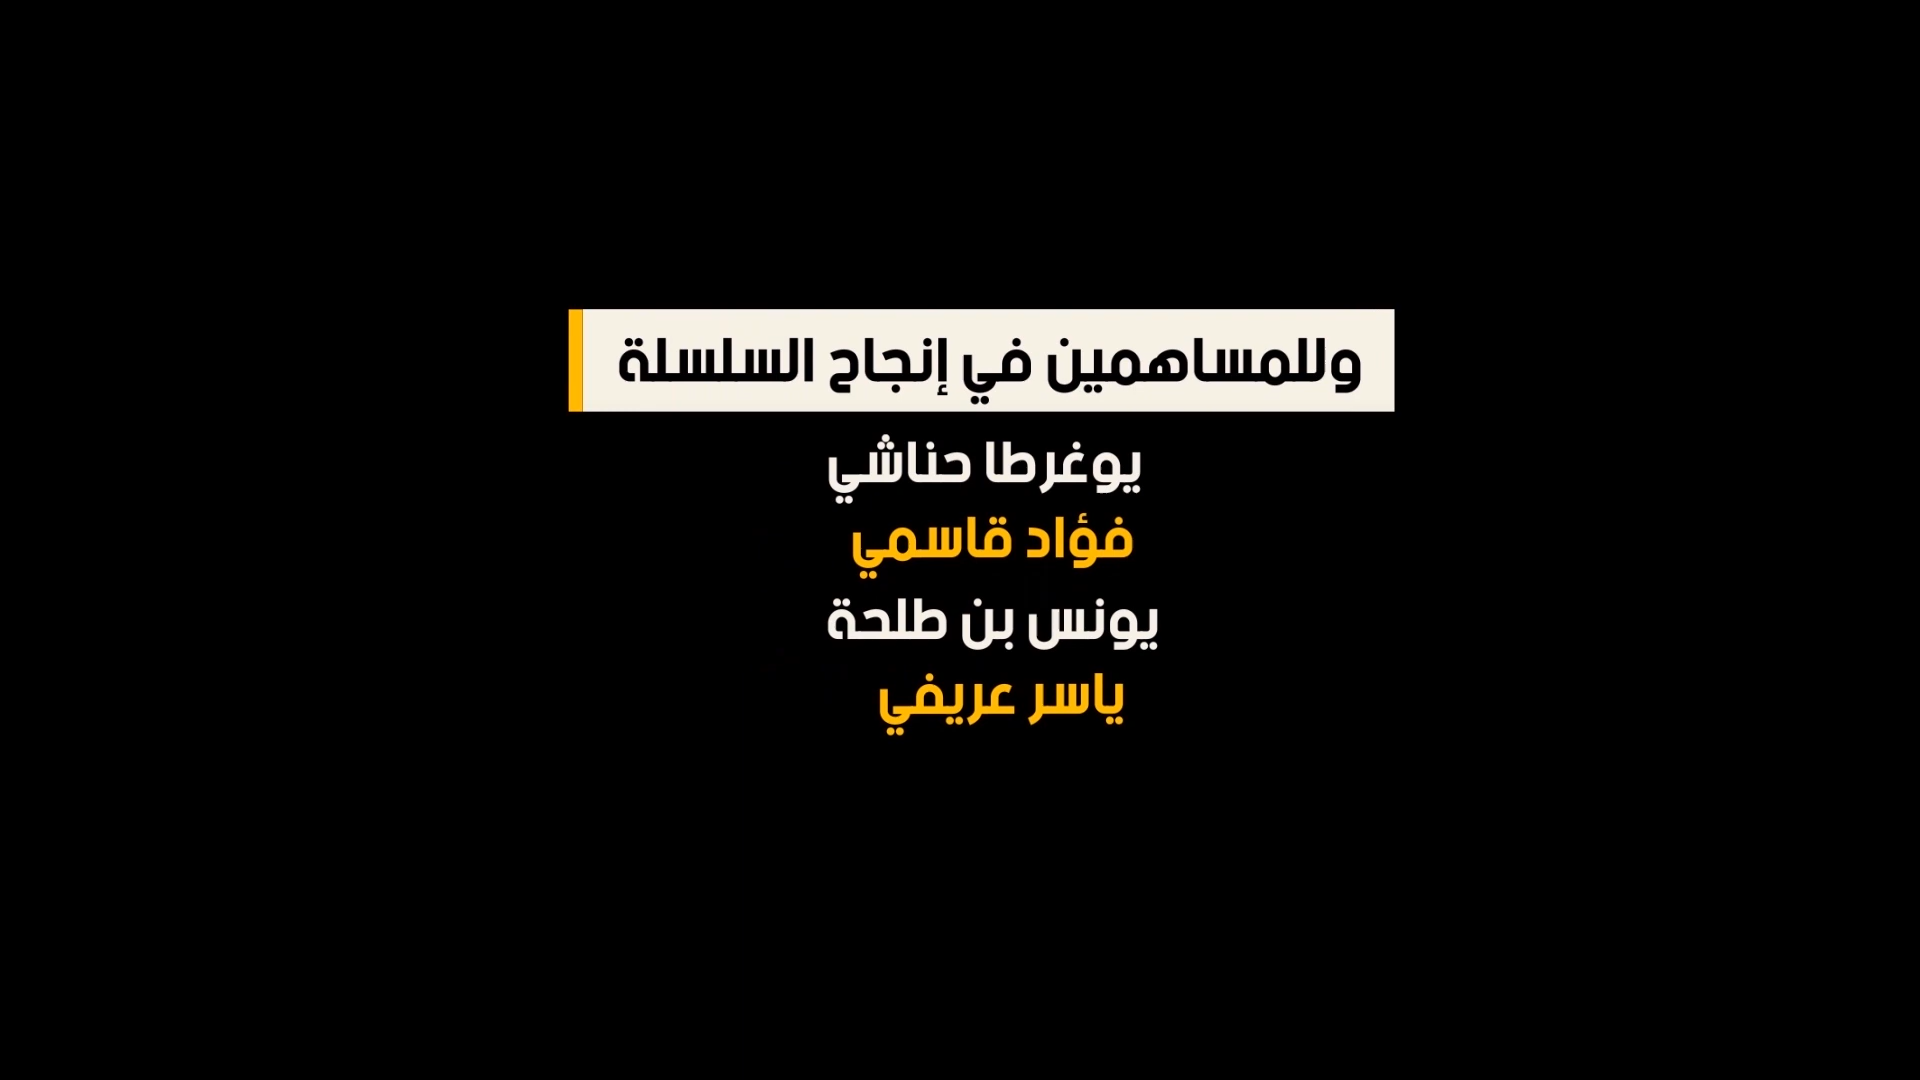 وللمساهمين في إنجاح السلسلة
يوغرطا حناشي
فؤاد قاسمي
يونس بن طلحة
ياسر عريفي